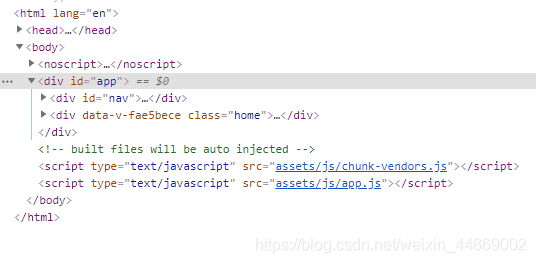 <html lang="en">
<head>…</head>
<body>
<noscript>…</noscript>
<div id="app"> == $0
<div id="nav">…</div>
<div data-v-fae5bece class="home">…</div>
</div>
<!-- built files will be auto injected -->
<script type="text/javascript" src="assets/js/chunk-vendors.js"></script>
<script type="text/javascript" src="assets/js/app.js"></script>
</body>
</html>
https://blog.csdn.net/weixin_44869002